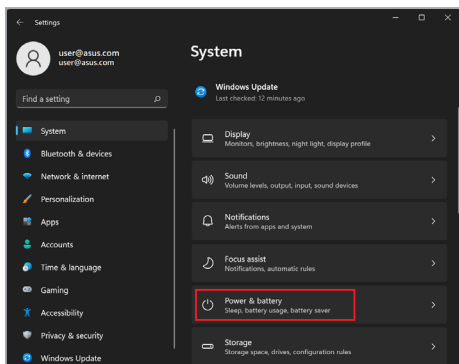 Settings
user@asus.com
user@asus.com
Find a setting
System
Bluetooth & devices
Network & internet
Personalization
Apps
Accounts
Time & language
Gaming
Accessibility
Privacy & security
Windows Update
System
Windows Update
Last checked: 12 minutes ago
Display
Monitors, brightness, night light, display profile
Sound
Volume levels, output, input, sound devices
Notifications
Alerts from apps and system
Focus assist
Notifications, automatic rules
Power & battery
Sleep, battery usage, battery saver
Storage
Storage space, drives, configuration rules